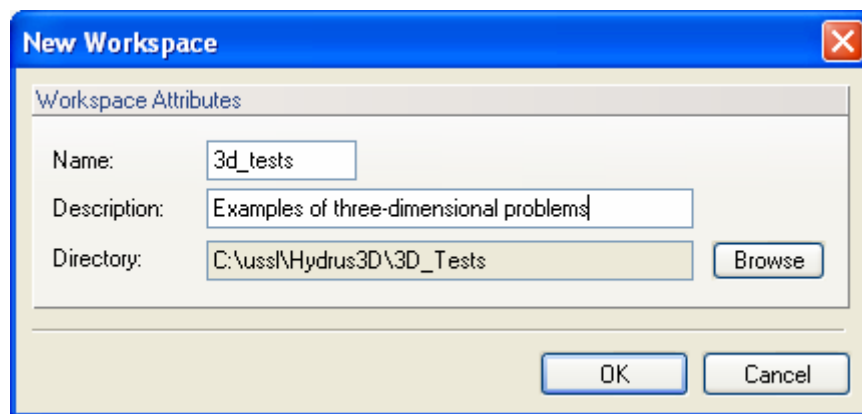 New Workspace
Workspace Attributes
Name: 3d_tests
Description: Examples of three-dimensional problems
Directory: C:\ussl\Hydrus3D\3D_Tests Browse
OK Cancel